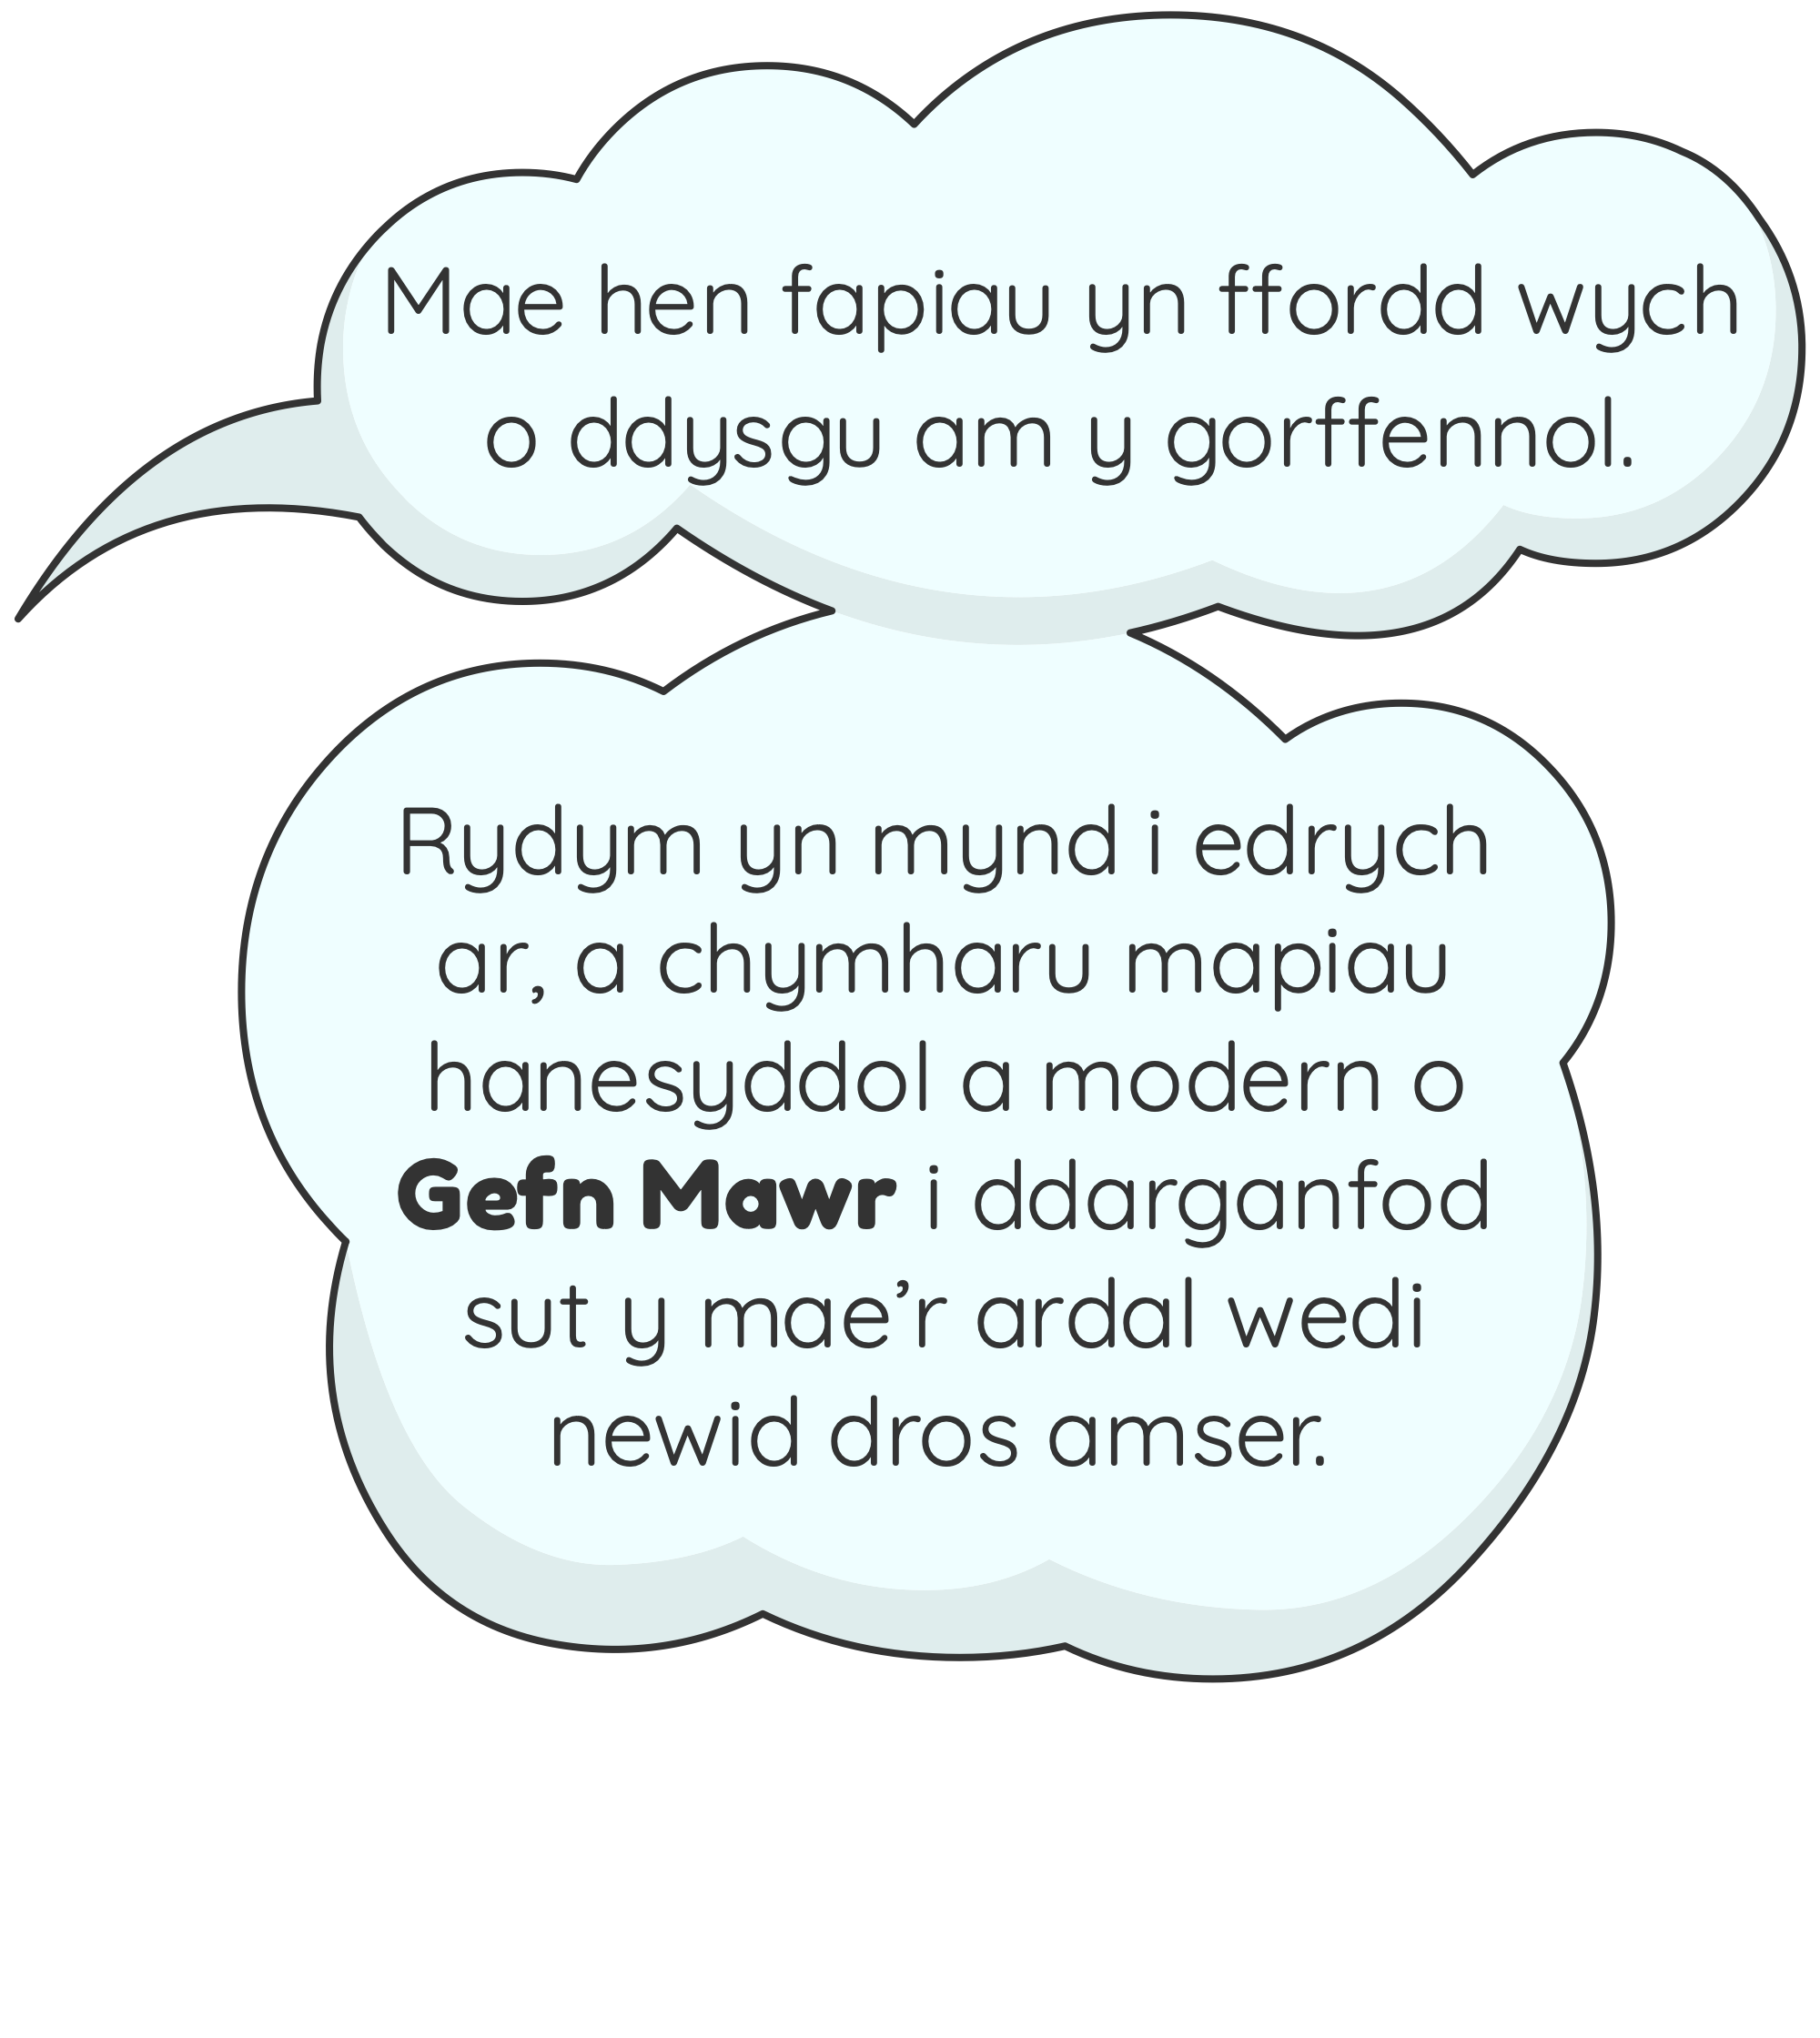 Mae hen fapiau yn ffordd wych
o ddysgu am y gorffennol.
Rydym yn mynd i edrych
ar, a chymharu mapiau
hanesyddol a modern o
Gefn Mawr i ddarganfod
sut y mae’r ardal wedi
newid dros amser.